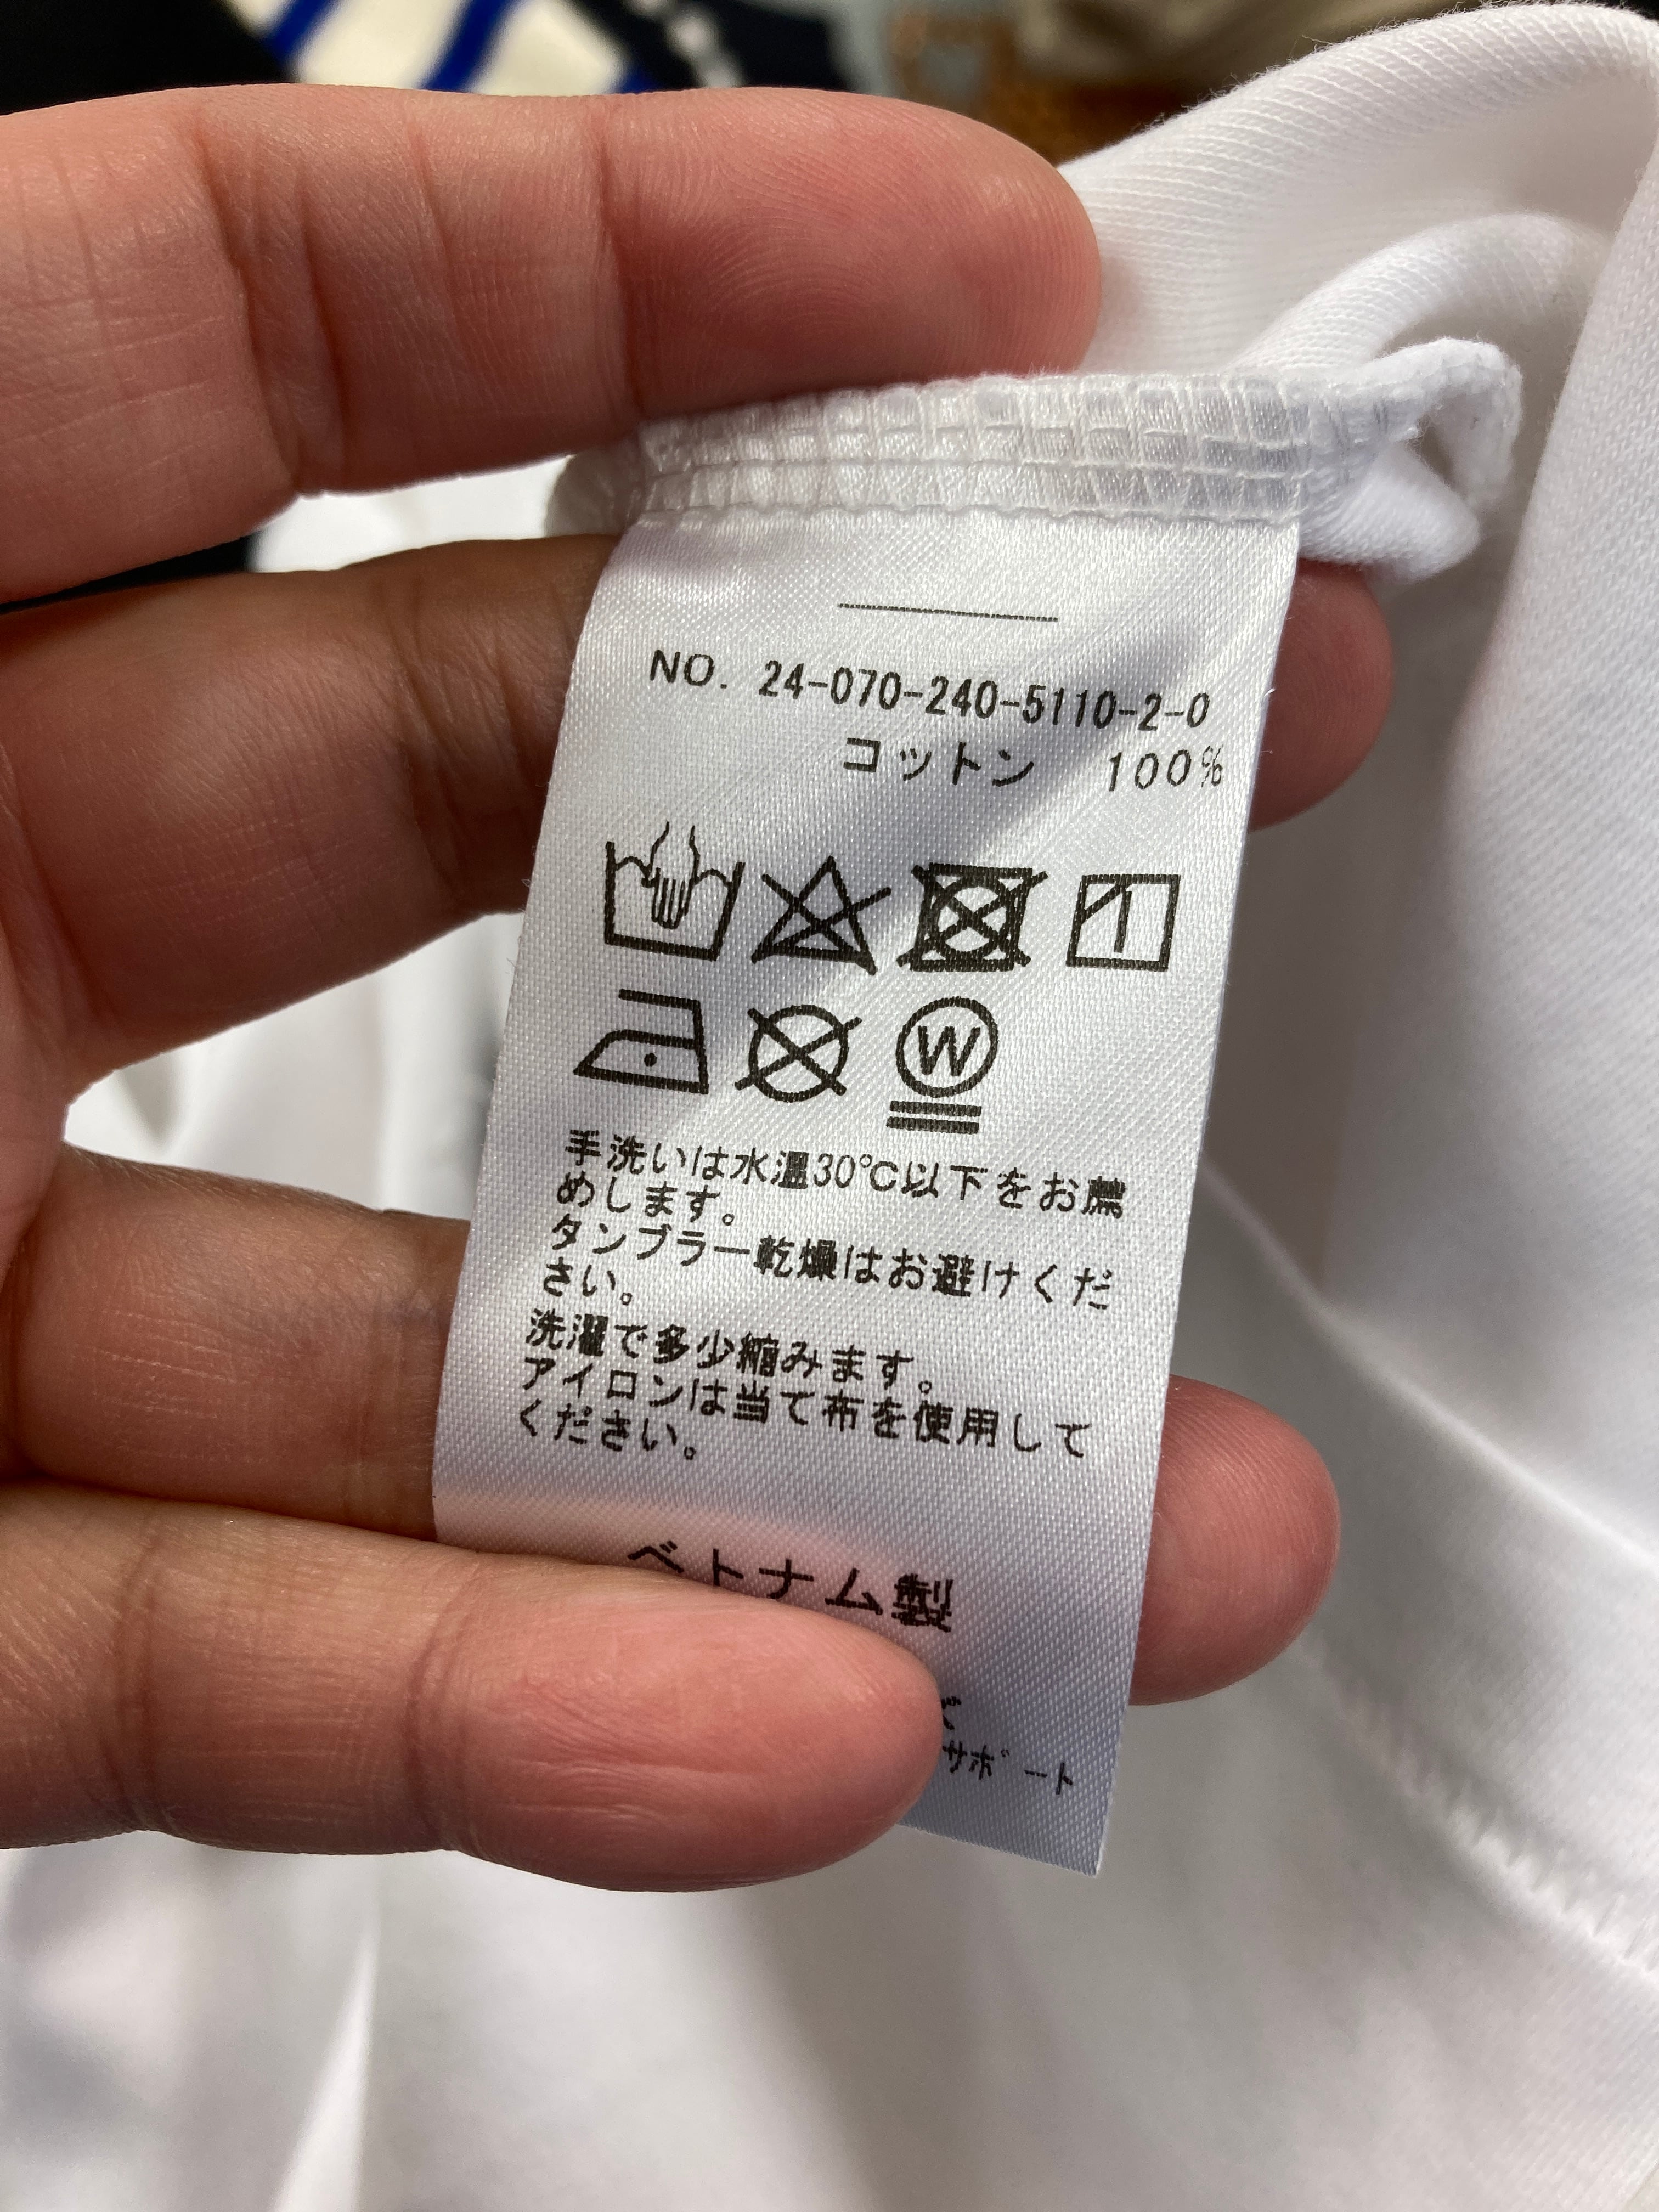 NO. 24-070-240-5110-2-0
コットン 100%
W
手洗いは水温30℃以下をお薦
めします。
タンブラー乾燥はお避けくだ
さい。
洗濯で多少縮みます。
アイロンは当て布を使用して
ください。
ベトナム製
サポート